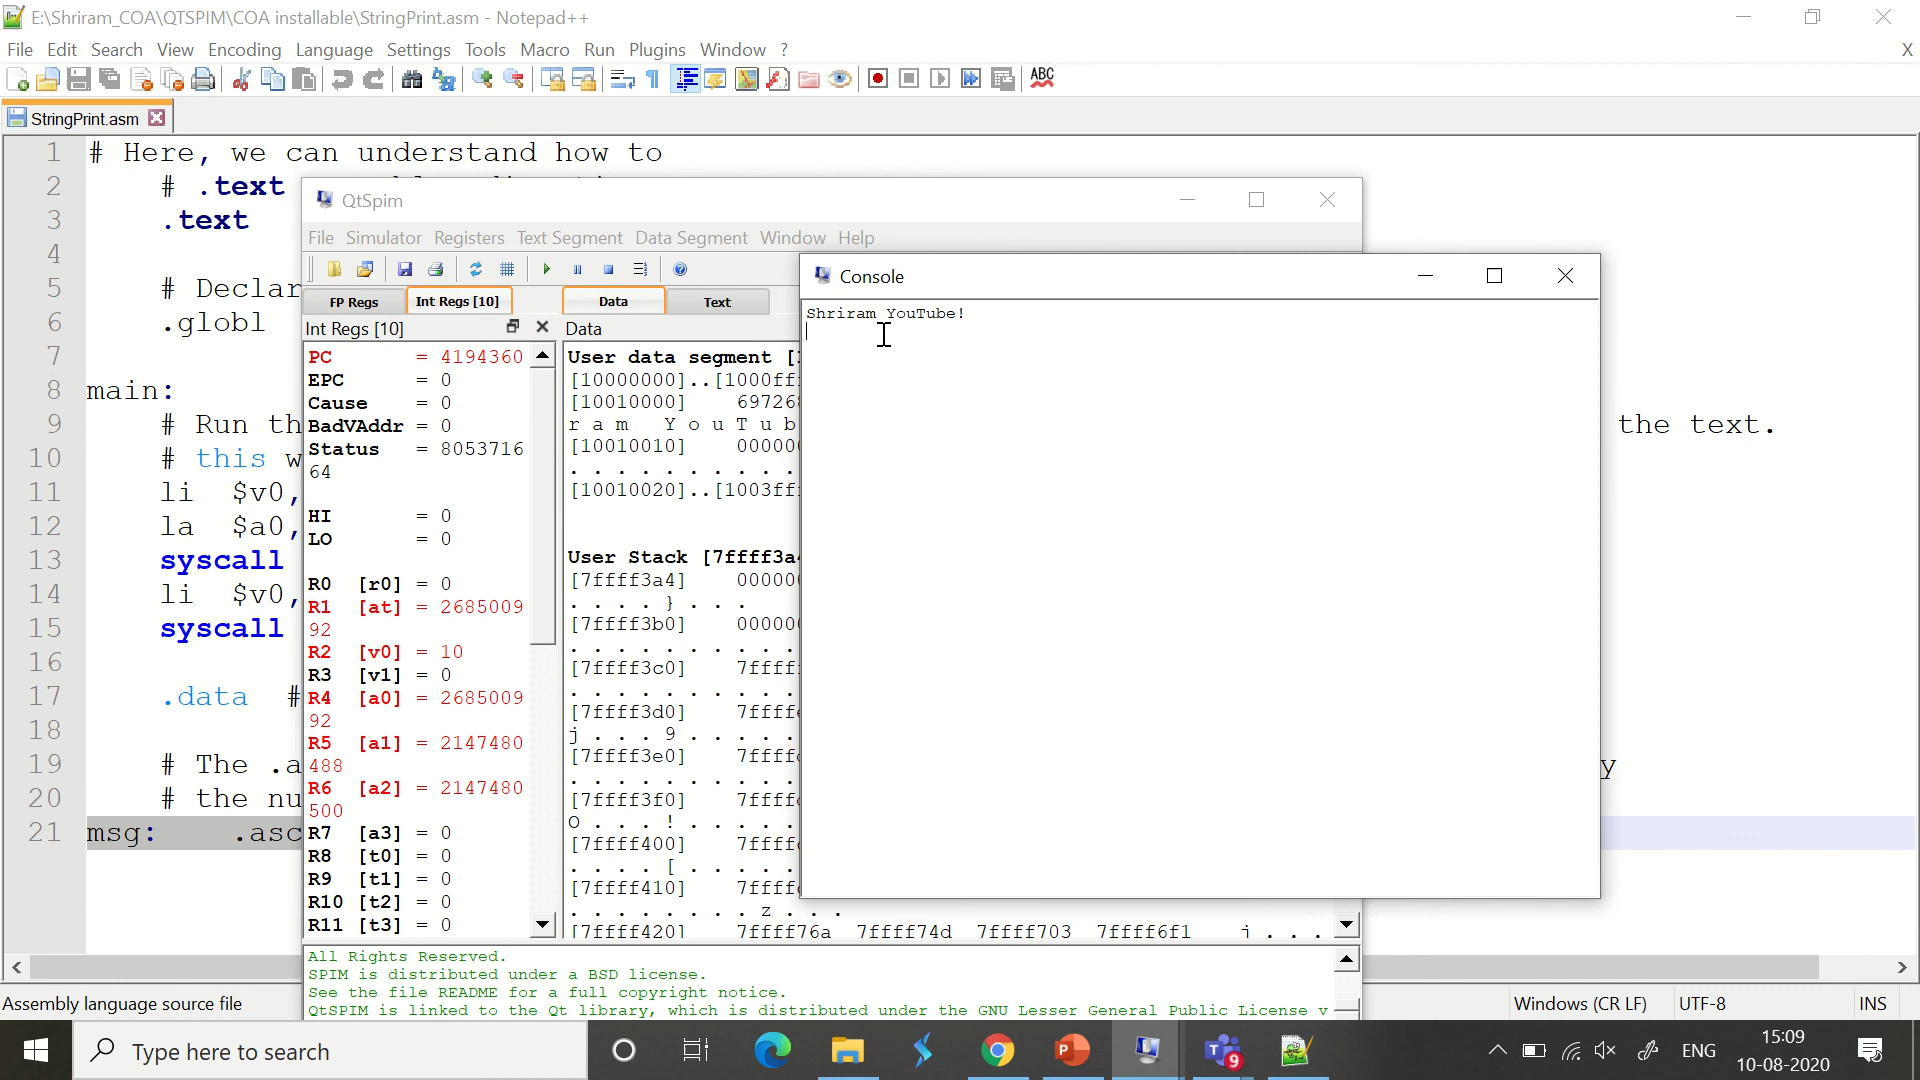 E:\Shriram_COA\QTSPIM\COA installable\StringPrint.asm - Notepad++
File Edit Search View Encoding Language Settings Tools Macro Run Plugins Window ? X
ABC
StringPrint.asm
1 # Here, we can understand how to
2 # .text
3 .text
4
5 # Declar
6 .globl
7
8 main:
9 # Run th the text.
10 # this w
11 li $v0,
12 la $a0,
13 syscall
14 li $v0,
15 syscall
16
17 .data #
18
19 # The .a y
20 # the nu
21 msg: .asc
QtSpim
File Simulator Registers Text Segment Data Segment Window Help
FP Regs Int Regs [10] Data Text
Int Regs [10]
PC = 4194360
EPC = 0
Cause = 0
BadVAddr = 0
Status = 8053716
64
HI = 0
LO = 0
R0 [r0] = 0
R1 [at] = 2685009
92
R2 [v0] = 10
R3 [v1] = 0
R4 [a0] = 2685009
92
R5 [a1] = 2147480
488
R6 [a2] = 2147480
500
R7 [a3] = 0
R8 [t0] = 0
R9 [t1] = 0
R10 [t2] = 0
R11 [t3] = 0
Data
User data segment [
[10000000]..[1000ff
[10010000] 69726
r a m Y o u T u b
[10010010] 00000
. . . . . . . . . .
[10010020]..[1003ff
User Stack [7ffff3a
[7ffff3a4] 00000
. . . . } . . .
[7ffff3b0] 00000
. . . . . . . . . .
[7ffff3c0] 7ffff
. . . . . . . . . .
[7ffff3d0] 7ffff
j . . . 9 . . . . .
[7ffff3e0] 7ffff
. . . . . . . . . .
[7ffff3f0] 7ffff
O . . . ! . . . . .
[7ffff400] 7ffff
. . . . [ . . . . .
[7ffff410] 7ffff
. . . . . . . . z . . .
[7ffff420] 7ffff76a 7ffff74d 7ffff703 7ffff6f1 j . . .
Console
Shriram YouTube!
All Rights Reserved.
SPIM is distributed under a BSD license.
See the file README for a full copyright notice.
QtSPIM is linked to the Qt library, which is distributed under the GNU Lesser General Public License v
Assembly language source file Windows (CR LF) UTF-8 INS
Type here to search
9
ENG
15:09
10-08-2020